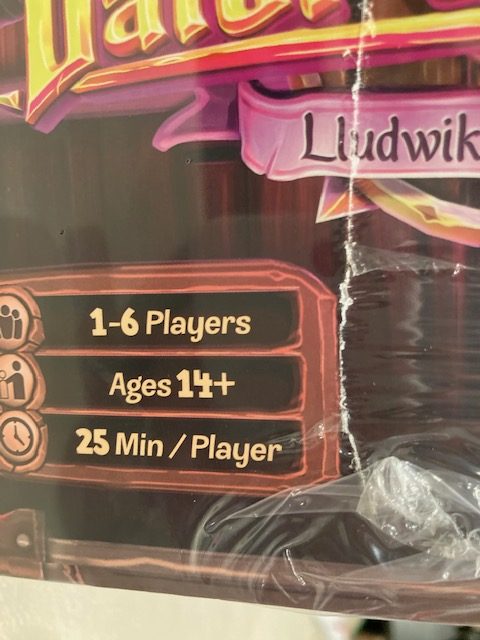 Lludwik
1-6 Players
Ages 14+
25 Min / Player